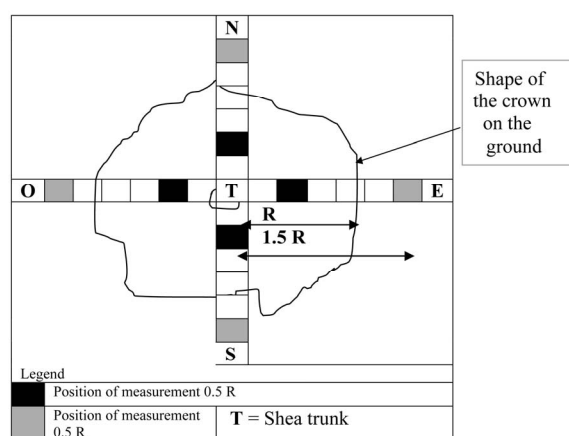 N
Shape of
the crown
on the
ground
O
T
E
R
1.5 R
S
Legend
Position of measurement 0.5 R
Position of measurement
0.5 R
T = Shea trunk